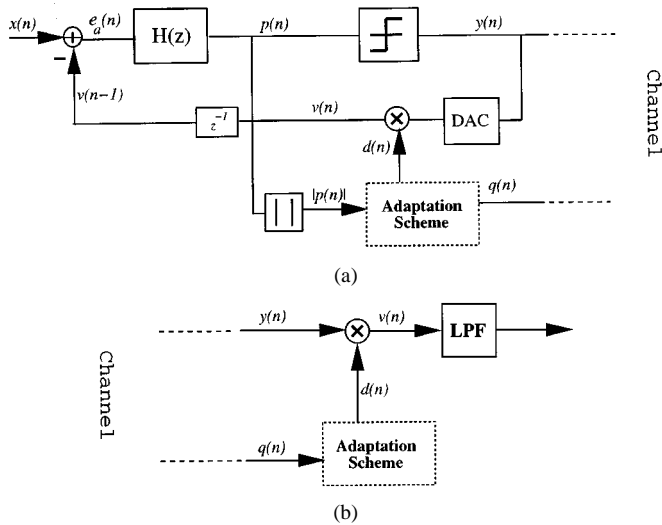 x(n)
e_a(n)
H(z)
p(n)
y(n)
+
−
v(n−1)
z^{-1}
v(n)
×
DAC
d(n)
| |
|p(n)|
Adaptation
Scheme
q(n)
Channel
(a)
y(n)
×
v(n)
LPF
d(n)
Channel
q(n)
Adaptation
Scheme
(b)